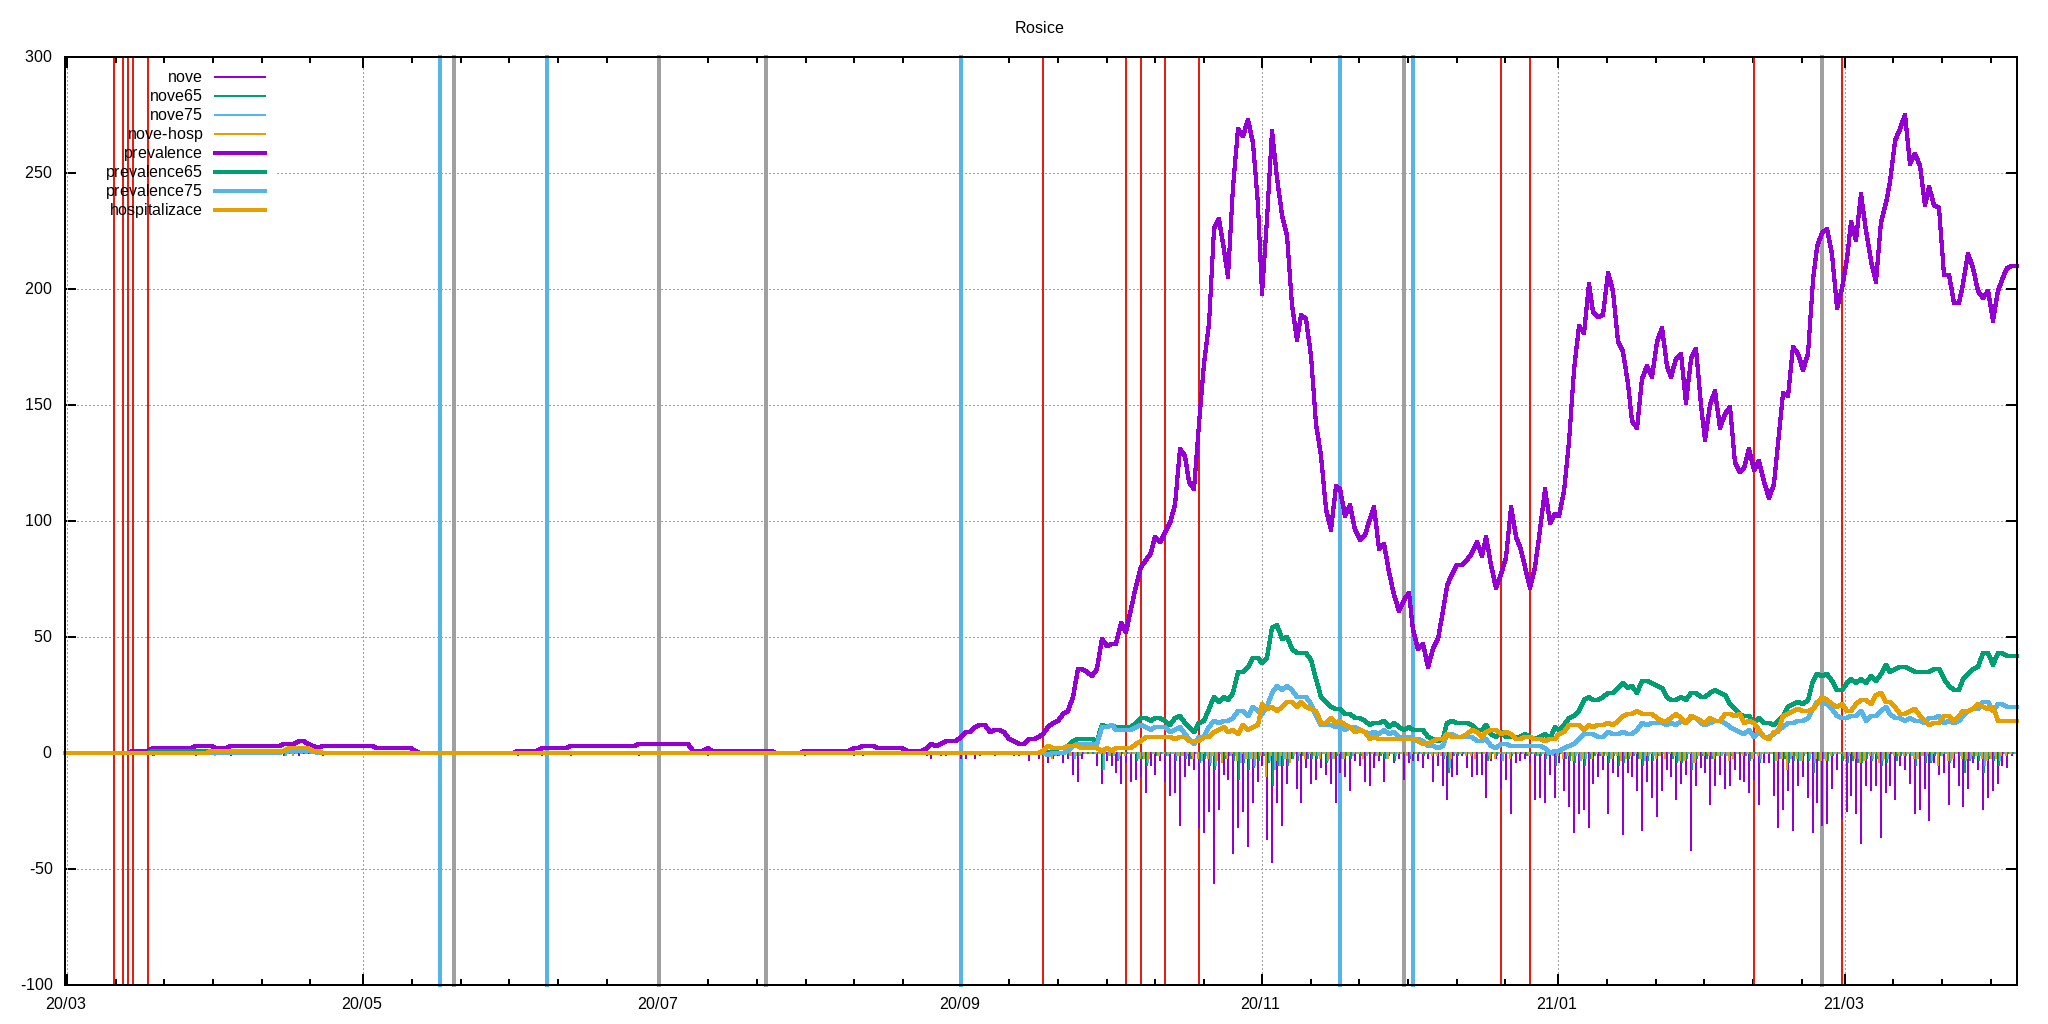 Rosice
300
250
200
150
100
50
0
-50
-100
nove
nove65
nove75
nove-hosp
prevalence
prevalence65
prevalence75
hospitalizace
20/03 20/05 20/07 20/09 20/11 21/01 21/03